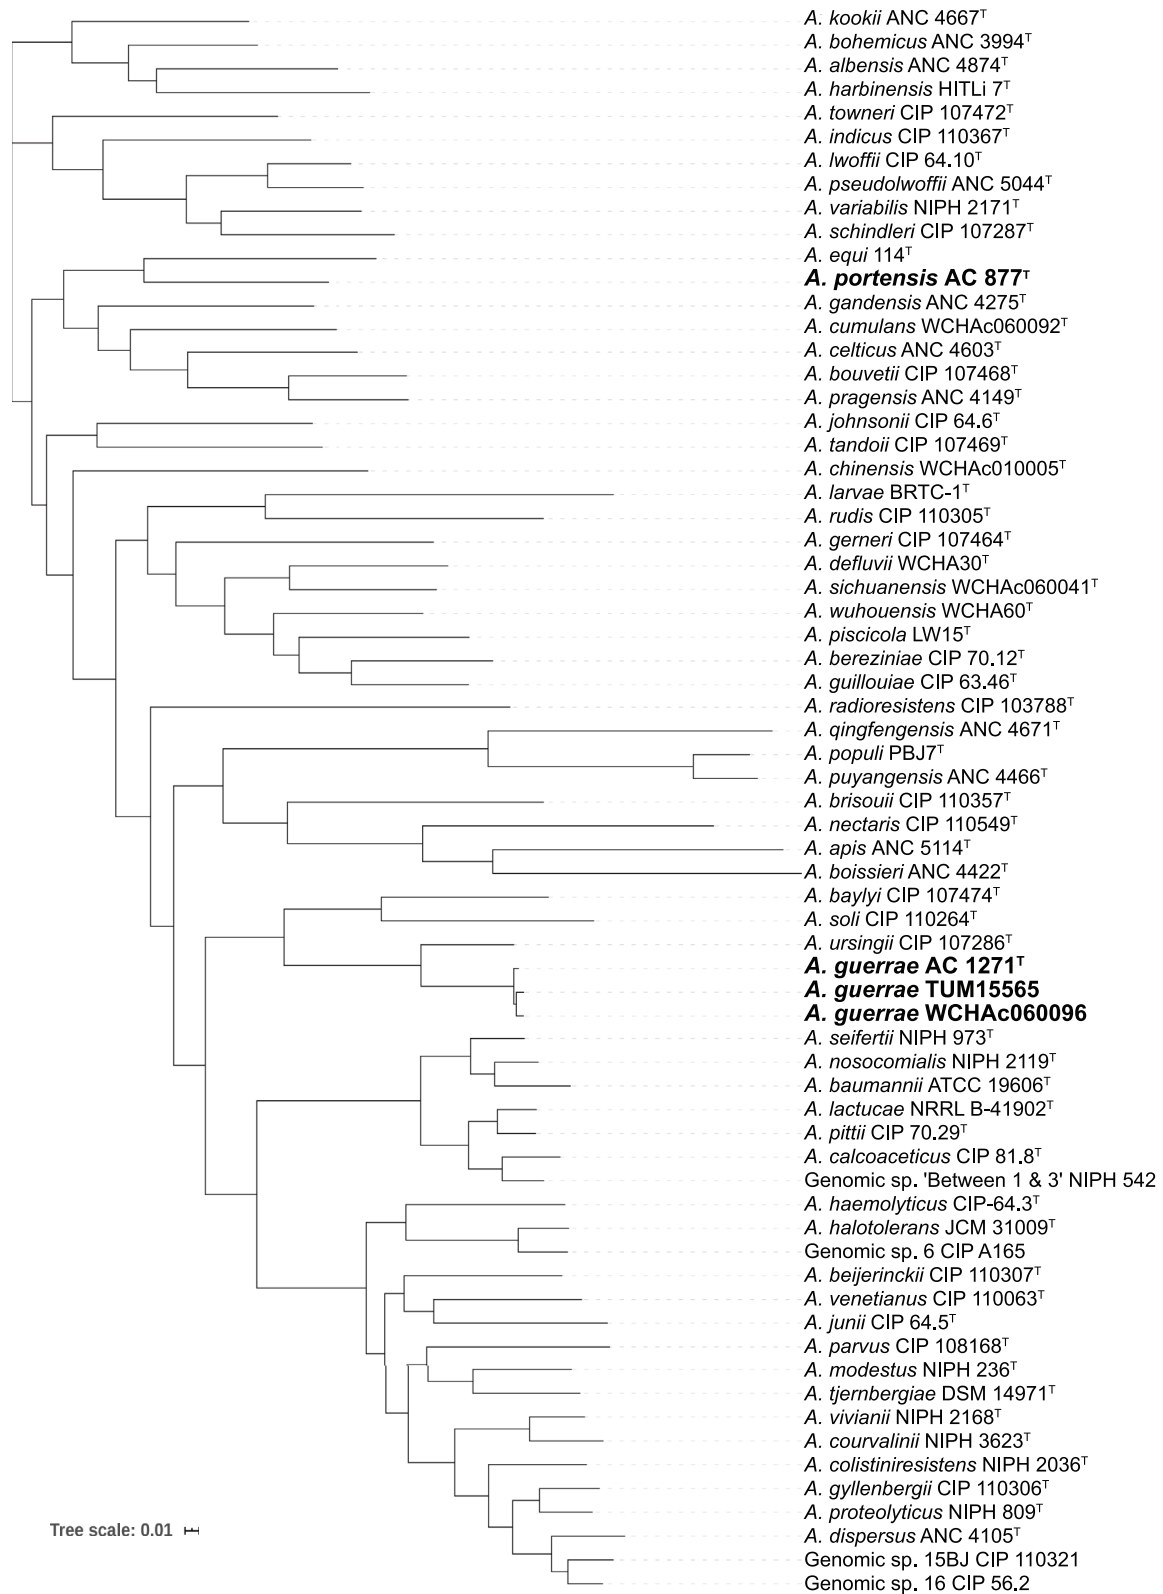 A. kookii ANC 4667ᵀ
A. bohemicus ANC 3994ᵀ
A. albensis ANC 4874ᵀ
A. harbinensis HITLi 7ᵀ
A. towneri CIP 107472ᵀ
A. indicus CIP 110367ᵀ
A. lwoffii CIP 64.10ᵀ
A. pseudolwoffii ANC 5044ᵀ
A. variabilis NIPH 2171ᵀ
A. schindleri CIP 107287ᵀ
A. equi 114ᵀ
A. portensis AC 877ᵀ
A. gandensis ANC 4275ᵀ
A. cumulans WCHAc060092ᵀ
A. celticus ANC 4603ᵀ
A. bouvetii CIP 107468ᵀ
A. pragensis ANC 4149ᵀ
A. johnsonii CIP 64.6ᵀ
A. tandoii CIP 107469ᵀ
A. chinensis WCHAc010005ᵀ
A. larvae BRTC-1ᵀ
A. rudis CIP 110305ᵀ
A. gerneri CIP 107464ᵀ
A. defluvii WCHA30ᵀ
A. sichuanensis WCHAc060041ᵀ
A. wuhouensis WCHA60ᵀ
A. piscicola LW15ᵀ
A. bereziniae CIP 70.12ᵀ
A. guillouiae CIP 63.46ᵀ
A. radioresistens CIP 103788ᵀ
A. qingfengensis ANC 4671ᵀ
A. populi PBJ7ᵀ
A. puyangensis ANC 4466ᵀ
A. brisouii CIP 110357ᵀ
A. nectaris CIP 110549ᵀ
A. apis ANC 5114ᵀ
A. boissieri ANC 4422ᵀ
A. baylyi CIP 107474ᵀ
A. soli CIP 110264ᵀ
A. ursingii CIP 107286ᵀ
A. guerrae AC 1271ᵀ
A. guerrae TUM15565
A. guerrae WCHAc060096
A. seifertii NIPH 973ᵀ
A. nosocomialis NIPH 2119ᵀ
A. baumannii ATCC 19606ᵀ
A. lactucae NRRL B-41902ᵀ
A. pittii CIP 70.29ᵀ
A. calcoaceticus CIP 81.8ᵀ
Genomic sp. 'Between 1 & 3' NIPH 542
A. haemolyticus CIP-64.3ᵀ
A. halotolerans JCM 31009ᵀ
Genomic sp. 6 CIP A165
A. beijerinckii CIP 110307ᵀ
A. venetianus CIP 110063ᵀ
A. junii CIP 64.5ᵀ
A. parvus CIP 108168ᵀ
A. modestus NIPH 236ᵀ
A. tjernbergiae DSM 14971ᵀ
A. vivianii NIPH 2168ᵀ
A. courvalinii NIPH 3623ᵀ
A. colistiniresistens NIPH 2036ᵀ
A. gyllenbergii CIP 110306ᵀ
A. proteolyticus NIPH 809ᵀ
A. dispersus ANC 4105ᵀ
Genomic sp. 15BJ CIP 110321
Genomic sp. 16 CIP 56.2
Tree scale: 0.01